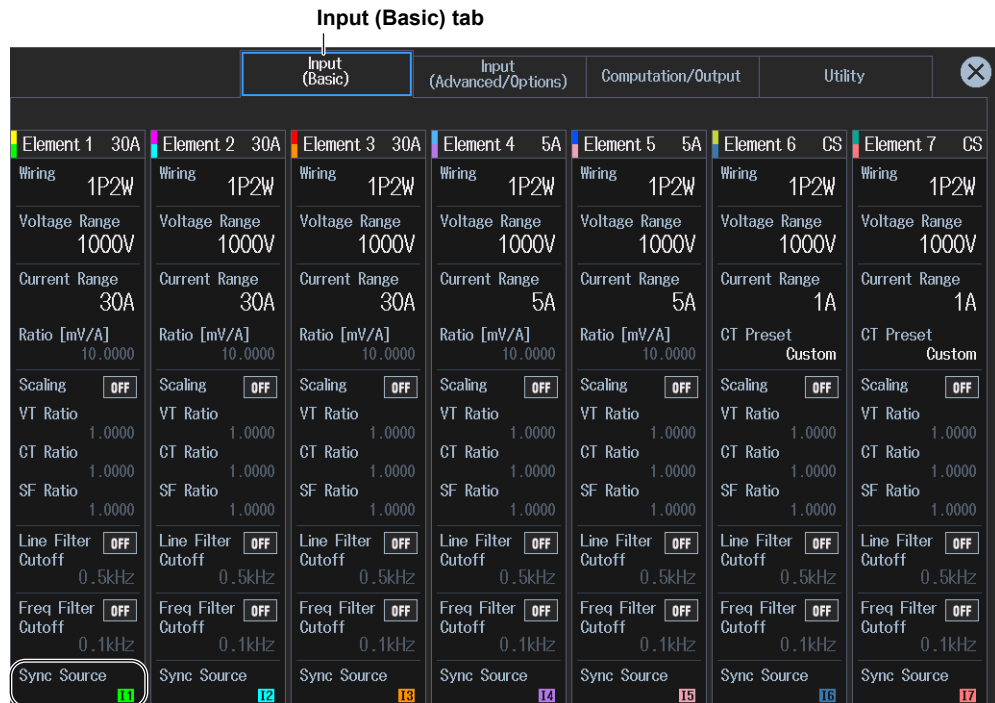 Input (Basic) tab
Input (Basic) Input (Advanced/Options) Computation/Output Utility
Element 1 30A Element 2 30A Element 3 30A Element 4 5A Element 5 5A Element 6 CS Element 7 CS
Wiring Wiring Wiring Wiring Wiring Wiring Wiring
1P2W 1P2W 1P2W 1P2W 1P2W 1P2W 1P2W
Voltage Range Voltage Range Voltage Range Voltage Range Voltage Range Voltage Range Voltage Range
1000V 1000V 1000V 1000V 1000V 1000V 1000V
Current Range Current Range Current Range Current Range Current Range Current Range Current Range
30A 30A 30A 5A 5A 1A 1A
Ratio [mV/A] Ratio [mV/A] Ratio [mV/A] Ratio [mV/A] Ratio [mV/A] CT Preset CT Preset
10.0000 10.0000 10.0000 10.0000 10.0000 Custom Custom
Scaling OFF Scaling OFF Scaling OFF Scaling OFF Scaling OFF Scaling OFF Scaling OFF
VT Ratio VT Ratio VT Ratio VT Ratio VT Ratio VT Ratio VT Ratio
1.0000 1.0000 1.0000 1.0000 1.0000 1.0000 1.0000
CT Ratio CT Ratio CT Ratio CT Ratio CT Ratio CT Ratio CT Ratio
1.0000 1.0000 1.0000 1.0000 1.0000 1.0000 1.0000
SF Ratio SF Ratio SF Ratio SF Ratio SF Ratio SF Ratio SF Ratio
1.0000 1.0000 1.0000 1.0000 1.0000 1.0000 1.0000
Line Filter OFF Line Filter OFF Line Filter OFF Line Filter OFF Line Filter OFF Line Filter OFF Line Filter OFF
Cutoff Cutoff Cutoff Cutoff Cutoff Cutoff Cutoff
0.5kHz 0.5kHz 0.5kHz 0.5kHz 0.5kHz 0.5kHz 0.5kHz
Freq Filter OFF Freq Filter OFF Freq Filter OFF Freq Filter OFF Freq Filter OFF Freq Filter OFF Freq Filter OFF
Cutoff Cutoff Cutoff Cutoff Cutoff Cutoff Cutoff
0.1kHz 0.1kHz 0.1kHz 0.1kHz 0.1kHz 0.1kHz 0.1kHz
Sync Source Sync Source Sync Source Sync Source Sync Source Sync Source Sync Source
I1 I2 I3 I4 I5 I6 I7